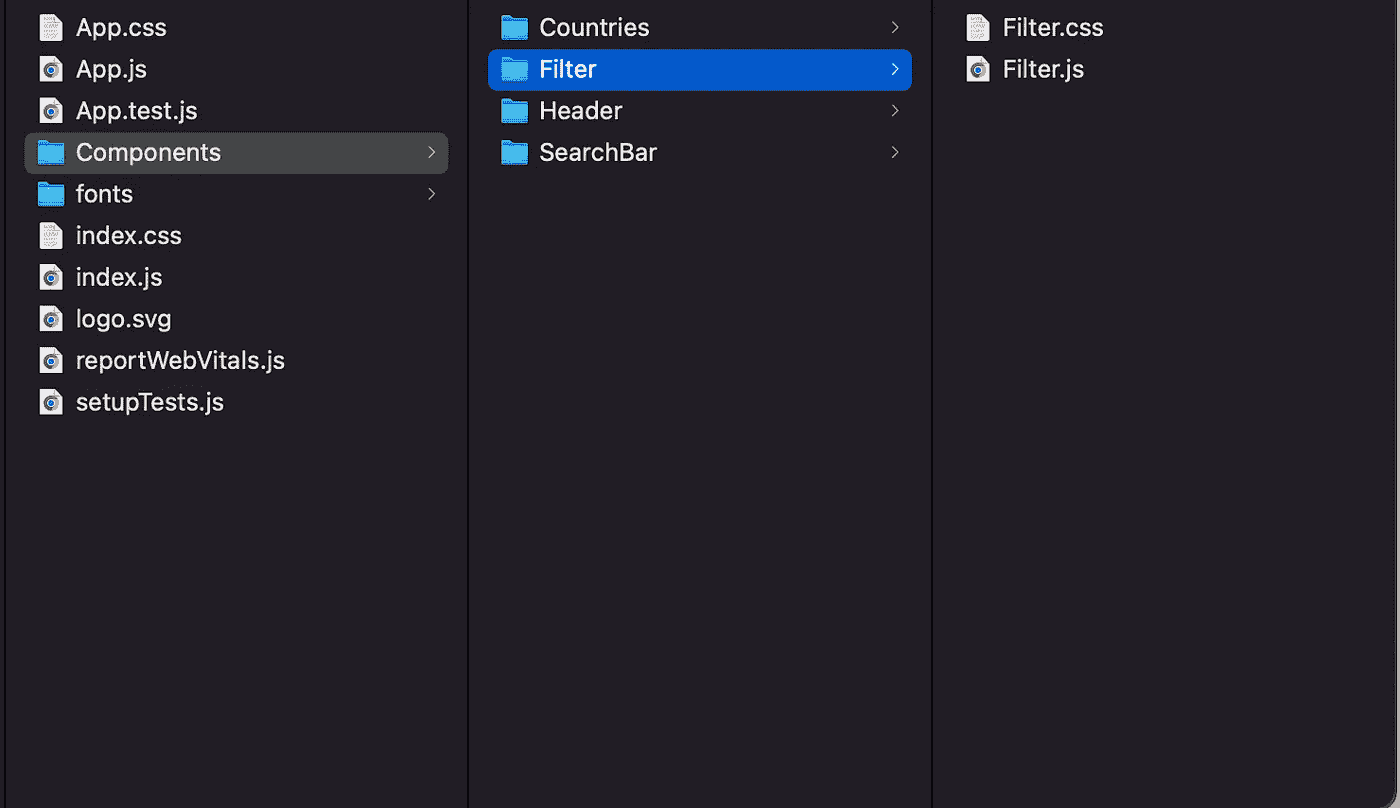 App.css
App.js
App.test.js
Components
fonts
index.css
index.js
logo.svg
reportWebVitals.js
setupTests.js
Countries
Filter
Header
SearchBar
Filter.css
Filter.js